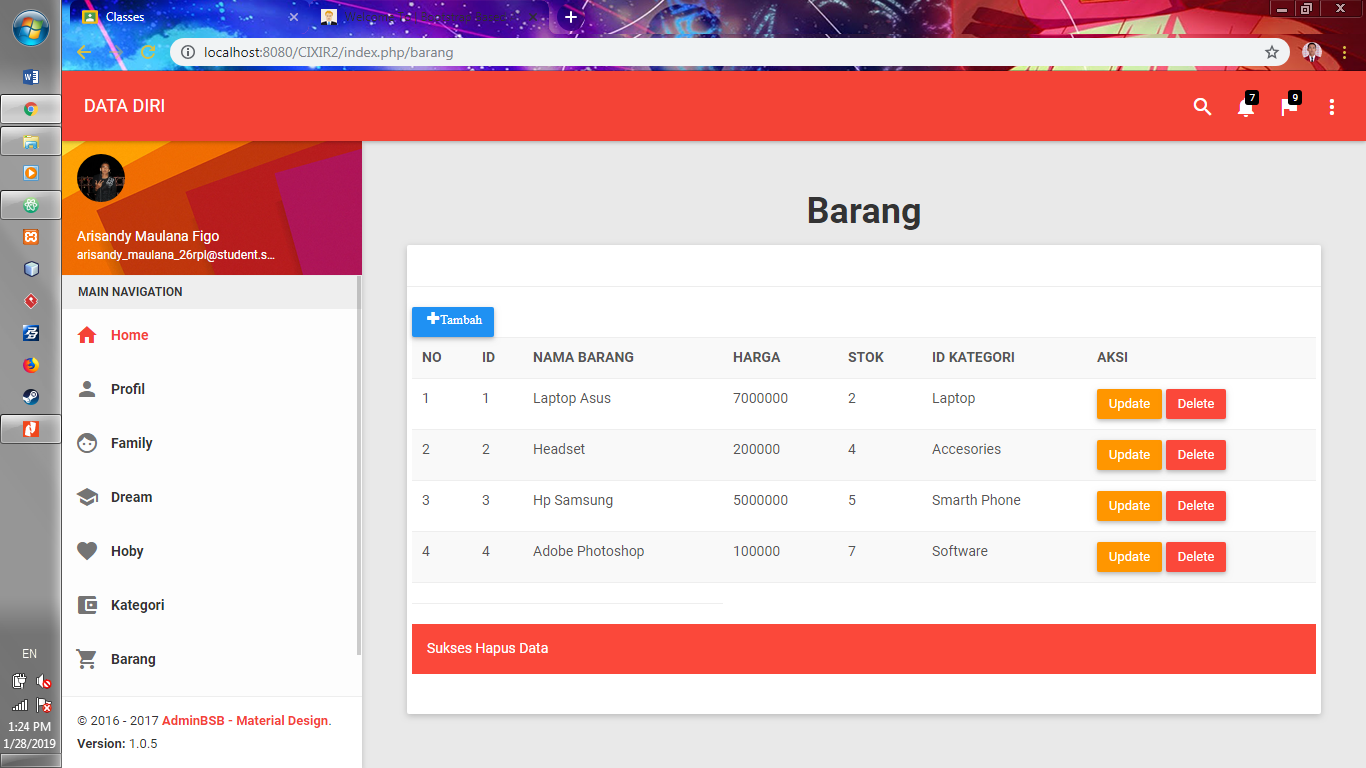 Classes
localhost:8080/CIXIR2/index.php/barang
DATA DIRI
7
9
Arisandy Maulana Figo
arisandy_maulana_26rpl@student.s...
MAIN NAVIGATION
Home
Profil
Family
Dream
Hoby
Kategori
Barang
© 2016 - 2017 AdminBSB - Material Design.
Version: 1.0.5
Barang
Tambah
NO ID NAMA BARANG HARGA STOK ID KATEGORI AKSI
1 1 Laptop Asus 7000000 2 Laptop Update Delete
2 2 Headset 200000 4 Accesories Update Delete
3 3 Hp Samsung 5000000 5 Smarth Phone Update Delete
4 4 Adobe Photoshop 100000 7 Software Update Delete
Sukses Hapus Data
EN
1:24 PM
1/28/2019